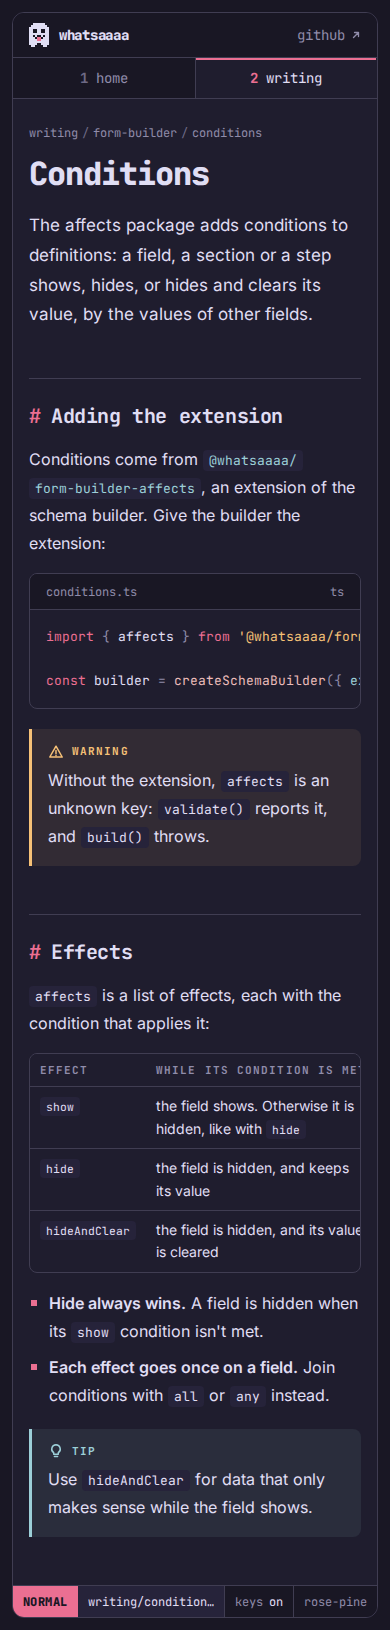 whatsaaaa
github ↗
1 home
2 writing
writing / form-builder / conditions
Conditions
The affects package adds conditions to
definitions: a field, a section or a step
shows, hides, or hides and clears its
value, by the values of other fields.
# Adding the extension
Conditions come from @whatsaaaa/
form-builder-affects, an extension of the
schema builder. Give the builder the
extension:
conditions.ts
ts
import { affects } from '@whatsaaaa/for
const builder = createSchemaBuilder({ e
WARNING
Without the extension, affects is an
unknown key: validate() reports it,
and build() throws.
# Effects
affects is a list of effects, each with the
condition that applies it:
EFFECT
WHILE ITS CONDITION IS MET
show
the field shows. Otherwise it is
hidden, like with hide
hide
the field is hidden, and keeps
its value
hideAndClear
the field is hidden, and its value
is cleared
Hide always wins. A field is hidden when
its show condition isn't met.
Each effect goes once on a field. Join
conditions with all or any instead.
TIP
Use hideAndClear for data that only
makes sense while the field shows.
NORMAL
writing/condition…
keys on
rose-pine